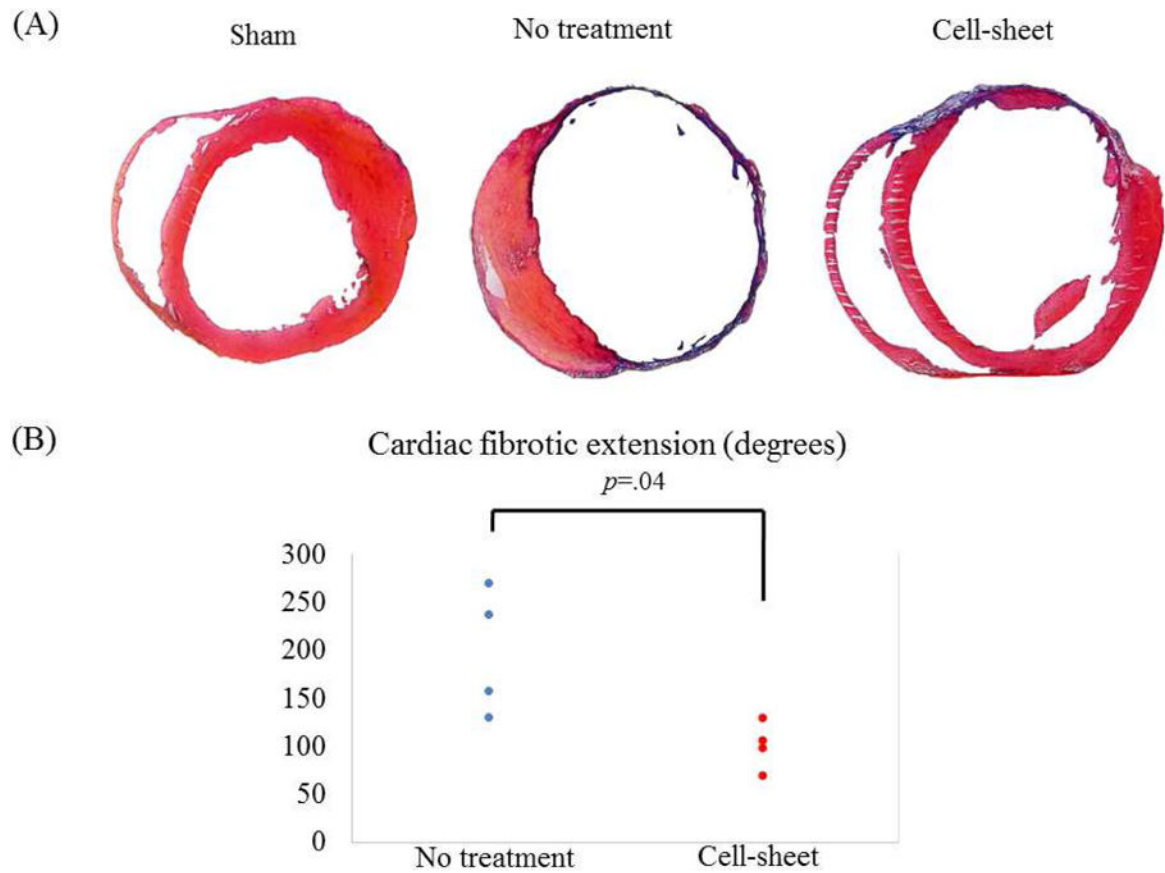 (A)
Sham
No treatment
Cell-sheet
(B)
Cardiac fibrotic extension (degrees)
p=.04
300
250
200
150
100
50
0
No treatment
Cell-sheet